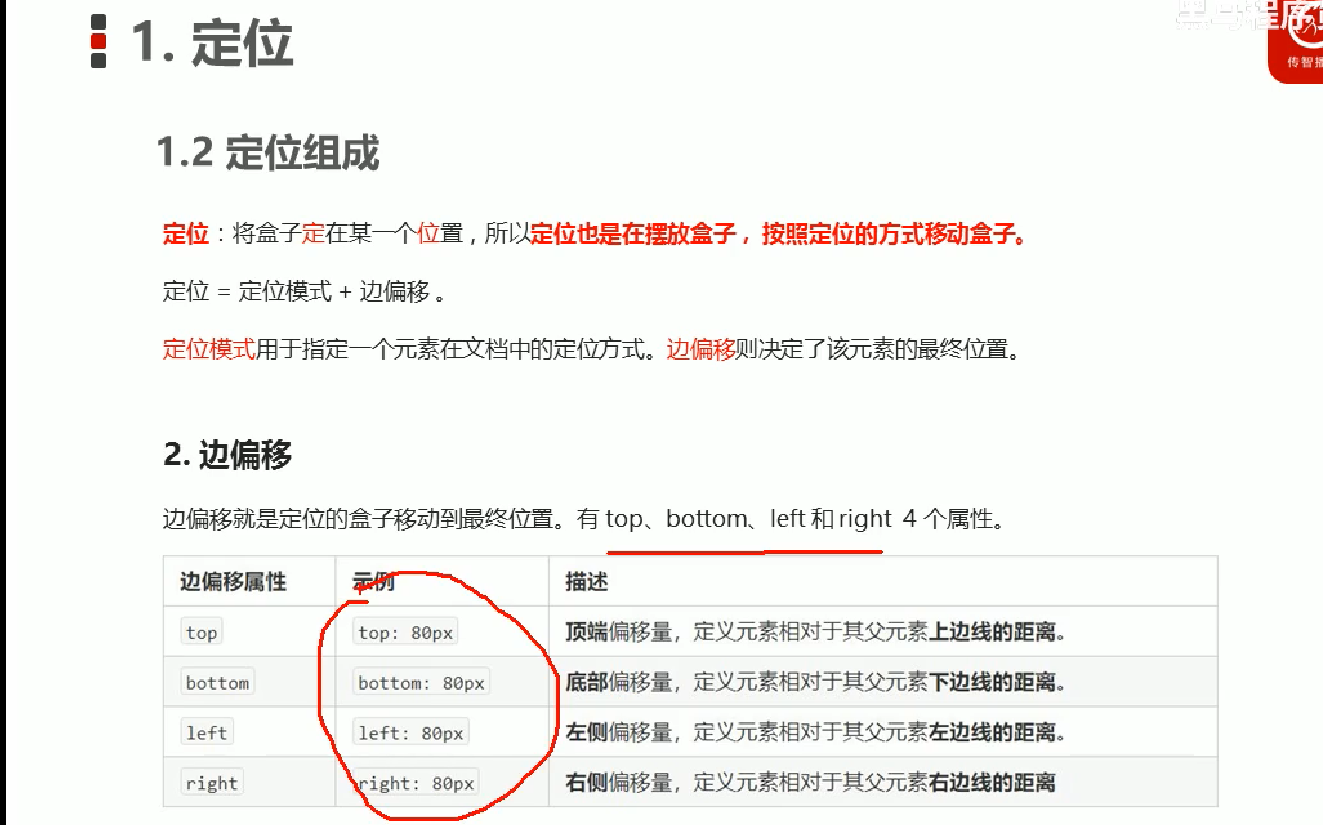 黑马程序
1. 定位
传智播
1.2 定位组成
定位：将盒子定在某一个位置，所以定位也是在摆放盒子，按照定位的方式移动盒子。
定位 = 定位模式 + 边偏移 。
定位模式用于指定一个元素在文档中的定位方式。边偏移则决定了该元素的最终位置。
2. 边偏移
边偏移就是定位的盒子移动到最终位置。有 top、bottom、left 和 right 4 个属性。
边偏移属性 示例 描述
top top: 80px 顶端偏移量，定义元素相对于其父元素上边线的距离。
bottom bottom: 80px 底部偏移量，定义元素相对于其父元素下边线的距离。
left left: 80px 左侧偏移量，定义元素相对于其父元素左边线的距离。
right right: 80px 右侧偏移量，定义元素相对于其父元素右边线的距离